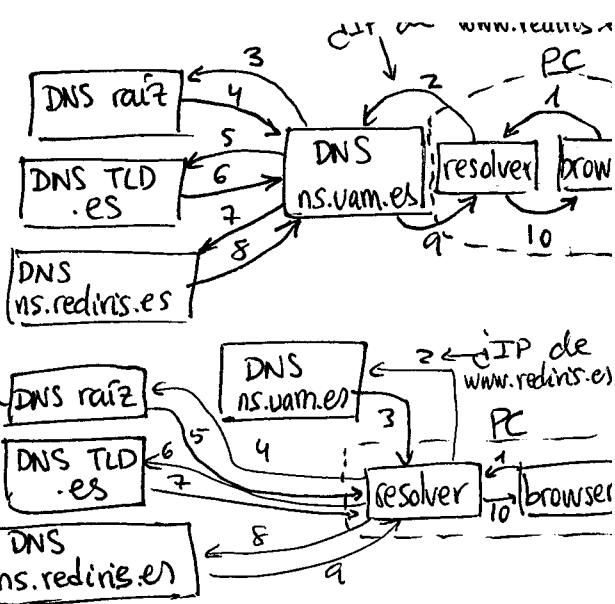 ¿IP de www.rediris.e
PC
DNS raíz
3
4
2
1
DNS
ns.uam.es
resolver
brow
5
6
DNS TLD
.es
7
8
9
10
DNS
ns.rediris.es
¿IP de
www.rediris.es
2
DNS
ns.uam.es
DNS raíz
3
PC
5
4
6
7
DNS TLD
.es
resolver
1
browser
10
8
9
DNS
ns.rediris.es